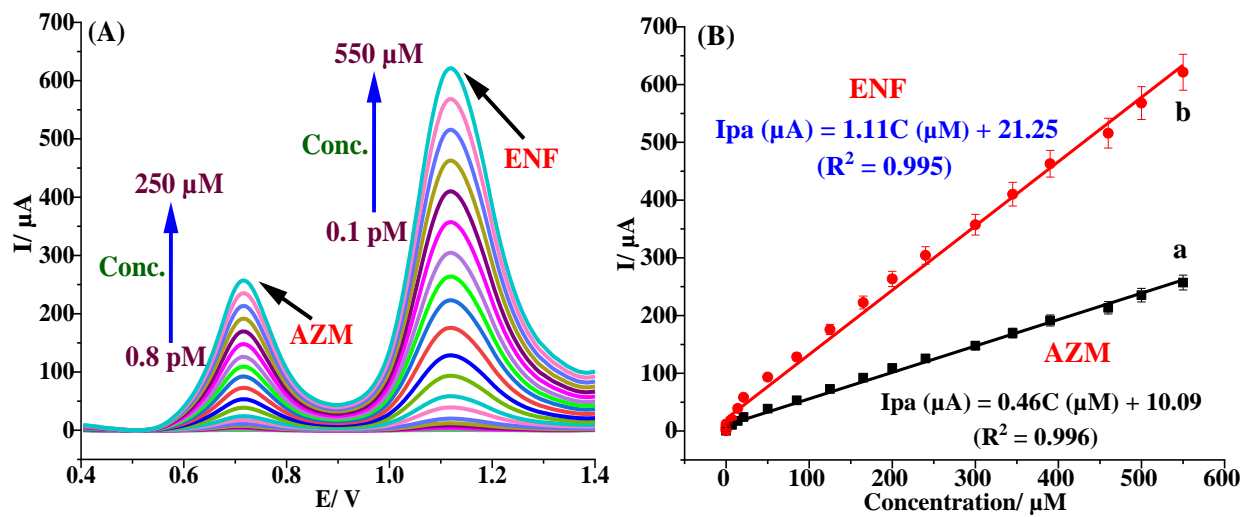 (A)
700
600
500
400
300
200
100
0
I/ µA
0.4
0.6
0.8
1.0
1.2
1.4
E/ V
250 µM
Conc.
0.8 pM
AZM
550 µM
Conc.
0.1 pM
ENF
(B)
700
600
500
400
300
200
100
0
I/ µA
0
100
200
300
400
500
600
Concentration/ µM
ENF
Ipa (µA) = 1.11C (µM) + 21.25
(R² = 0.995)
b
a
AZM
Ipa (µA) = 0.46C (µM) + 10.09
(R² = 0.996)